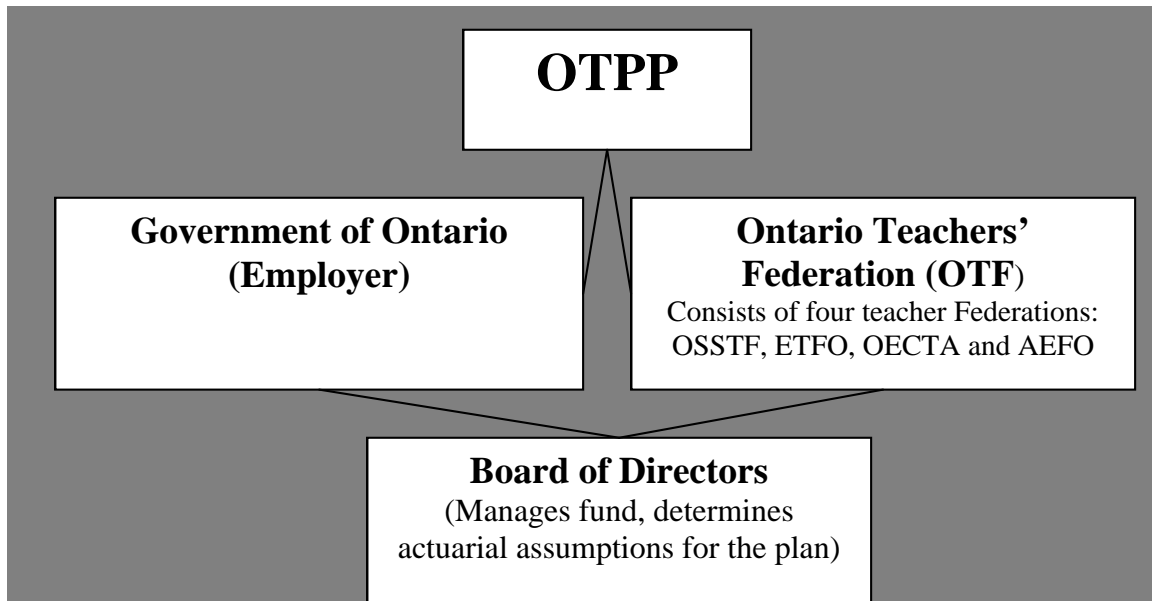 OTPP
Government of Ontario
(Employer)
Ontario Teachers’
Federation (OTF)
Consists of four teacher Federations:
OSSTF, ETFO, OECTA and AEFO
Board of Directors
(Manages fund, determines
actuarial assumptions for the plan)